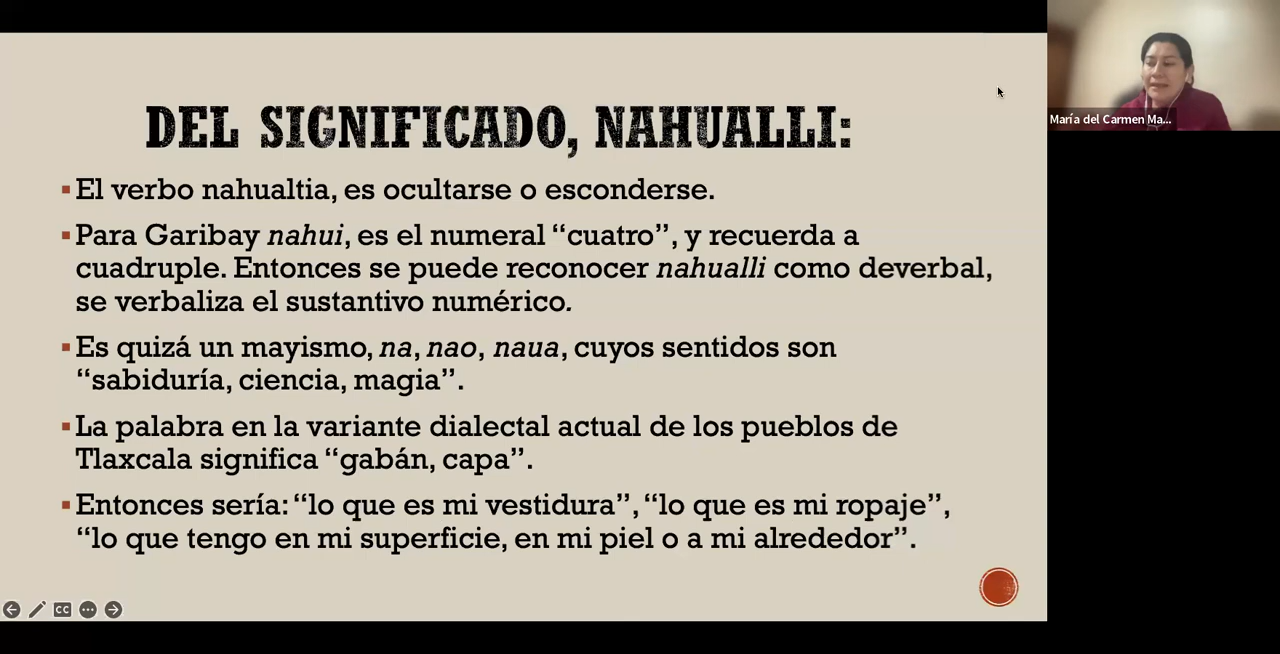 DEL SIGNIFICADO, NAHUALLI:
El verbo nahualtia, es ocultarse o esconderse.
Para Garibay nahui, es el numeral “cuatro”, y recuerda a
cuadruple. Entonces se puede reconocer nahualli como deverbal,
se verbaliza el sustantivo numérico.
Es quizá un mayismo, na, nao, naua, cuyos sentidos son
“sabiduría, ciencia, magia”.
La palabra en la variante dialectal actual de los pueblos de
Tlaxcala significa “gabán, capa”.
Entonces sería: “lo que es mi vestidura”, “lo que es mi ropaje”,
“lo que tengo en mi superficie, en mi piel o a mi alrededor”.
María del Carmen Ma...
CC